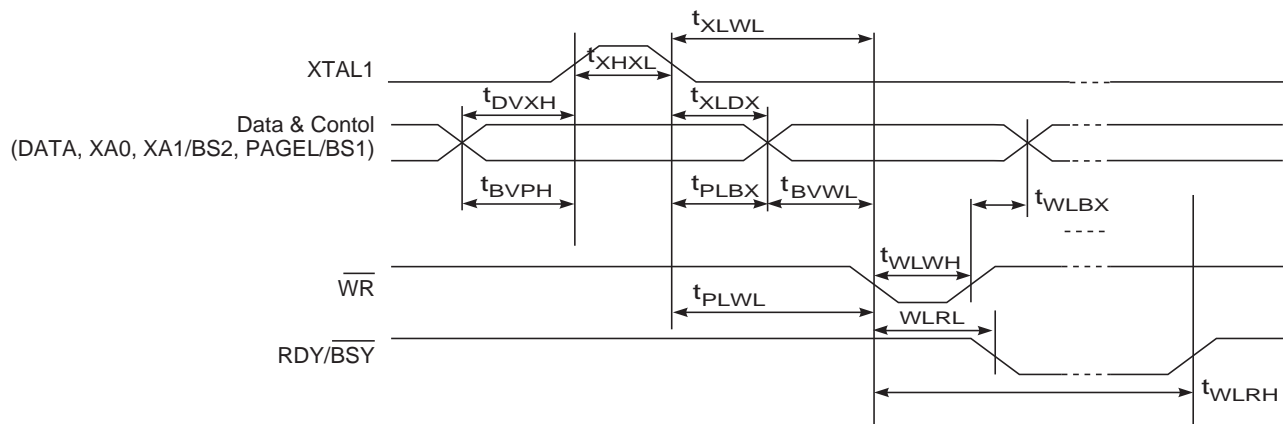 tXLWL
XTAL1
tXHXL
tDVXH
tXLDX
Data & Contol
(DATA, XA0, XA1/BS2, PAGEL/BS1)
tBVPH
tPLBX
tBVWL
tWLBX
WR
tWLWH
tPLWL
WLRL
RDY/BSY
tWLRH